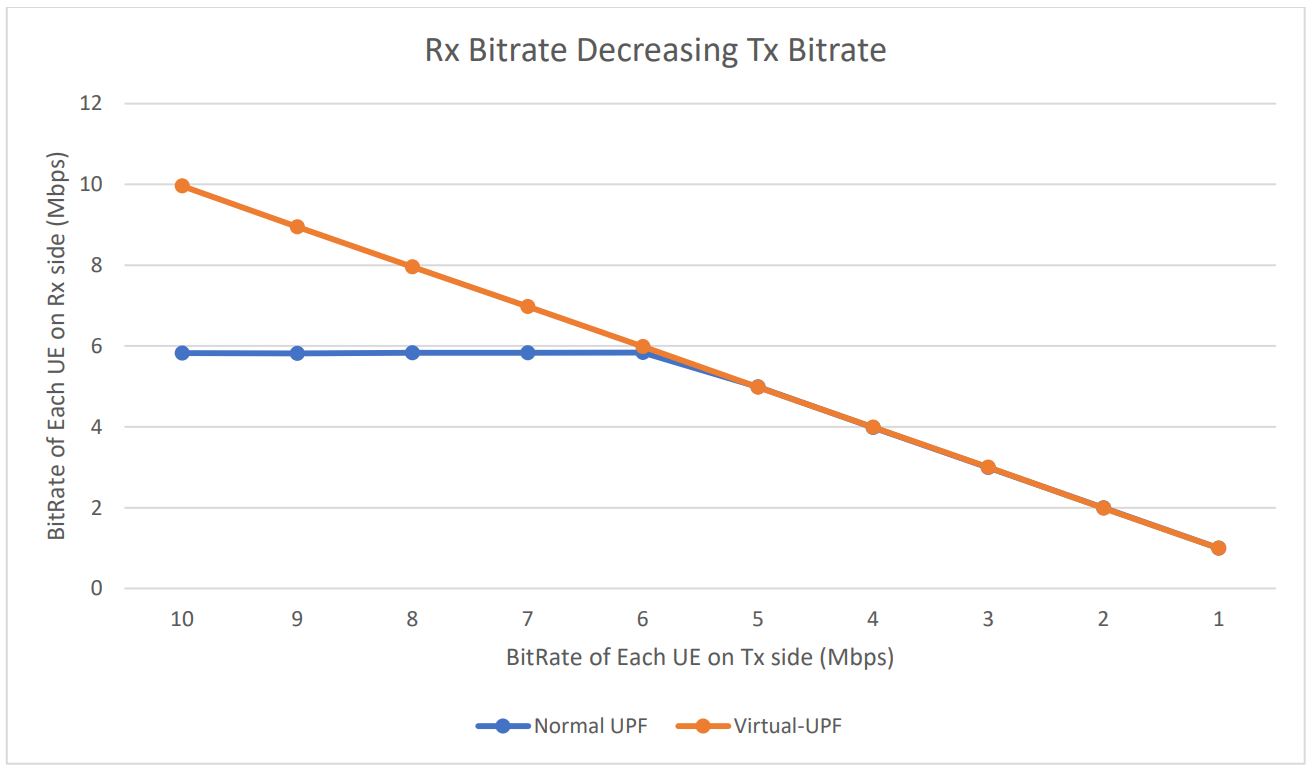 Rx Bitrate Decreasing Tx Bitrate
12
10
8
6
4
2
0
BitRate of Each UE on Rx side (Mbps)
10 9 8 7 6 5 4 3 2 1
BitRate of Each UE on Tx side (Mbps)
Normal UPF Virtual-UPF